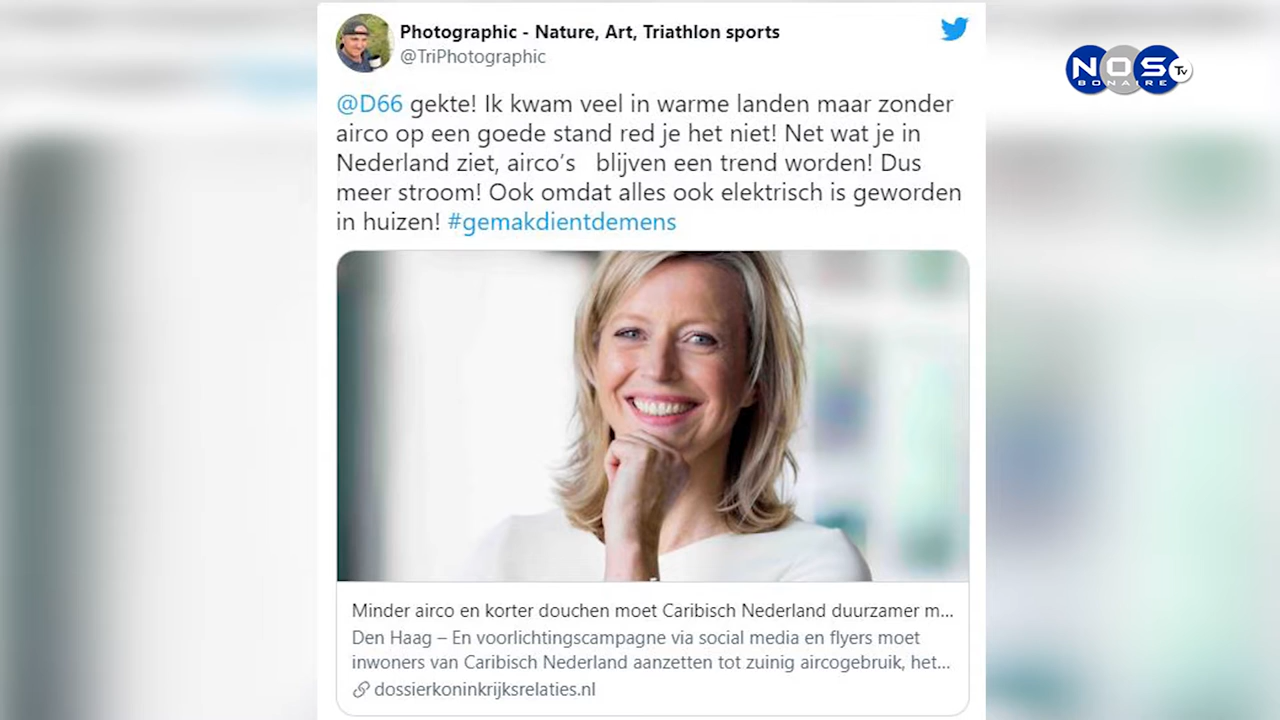 Photographic - Nature, Art, Triathlon sports
@TriPhotographic
NOS TV
BONAIRE
@D66 gekte! Ik kwam veel in warme landen maar zonder
airco op een goede stand red je het niet! Net wat je in
Nederland ziet, airco's blijven een trend worden! Dus
meer stroom! Ook omdat alles ook elektrisch is geworden
in huizen! #gemakdientdemens
Minder airco en korter douchen moet Caribisch Nederland duurzamer m...
Den Haag – En voorlichtingscampagne via social media en flyers moet
inwoners van Caribisch Nederland aanzetten tot zuinig aircogebruik, het...
dossierkoninkrijksrelaties.nl